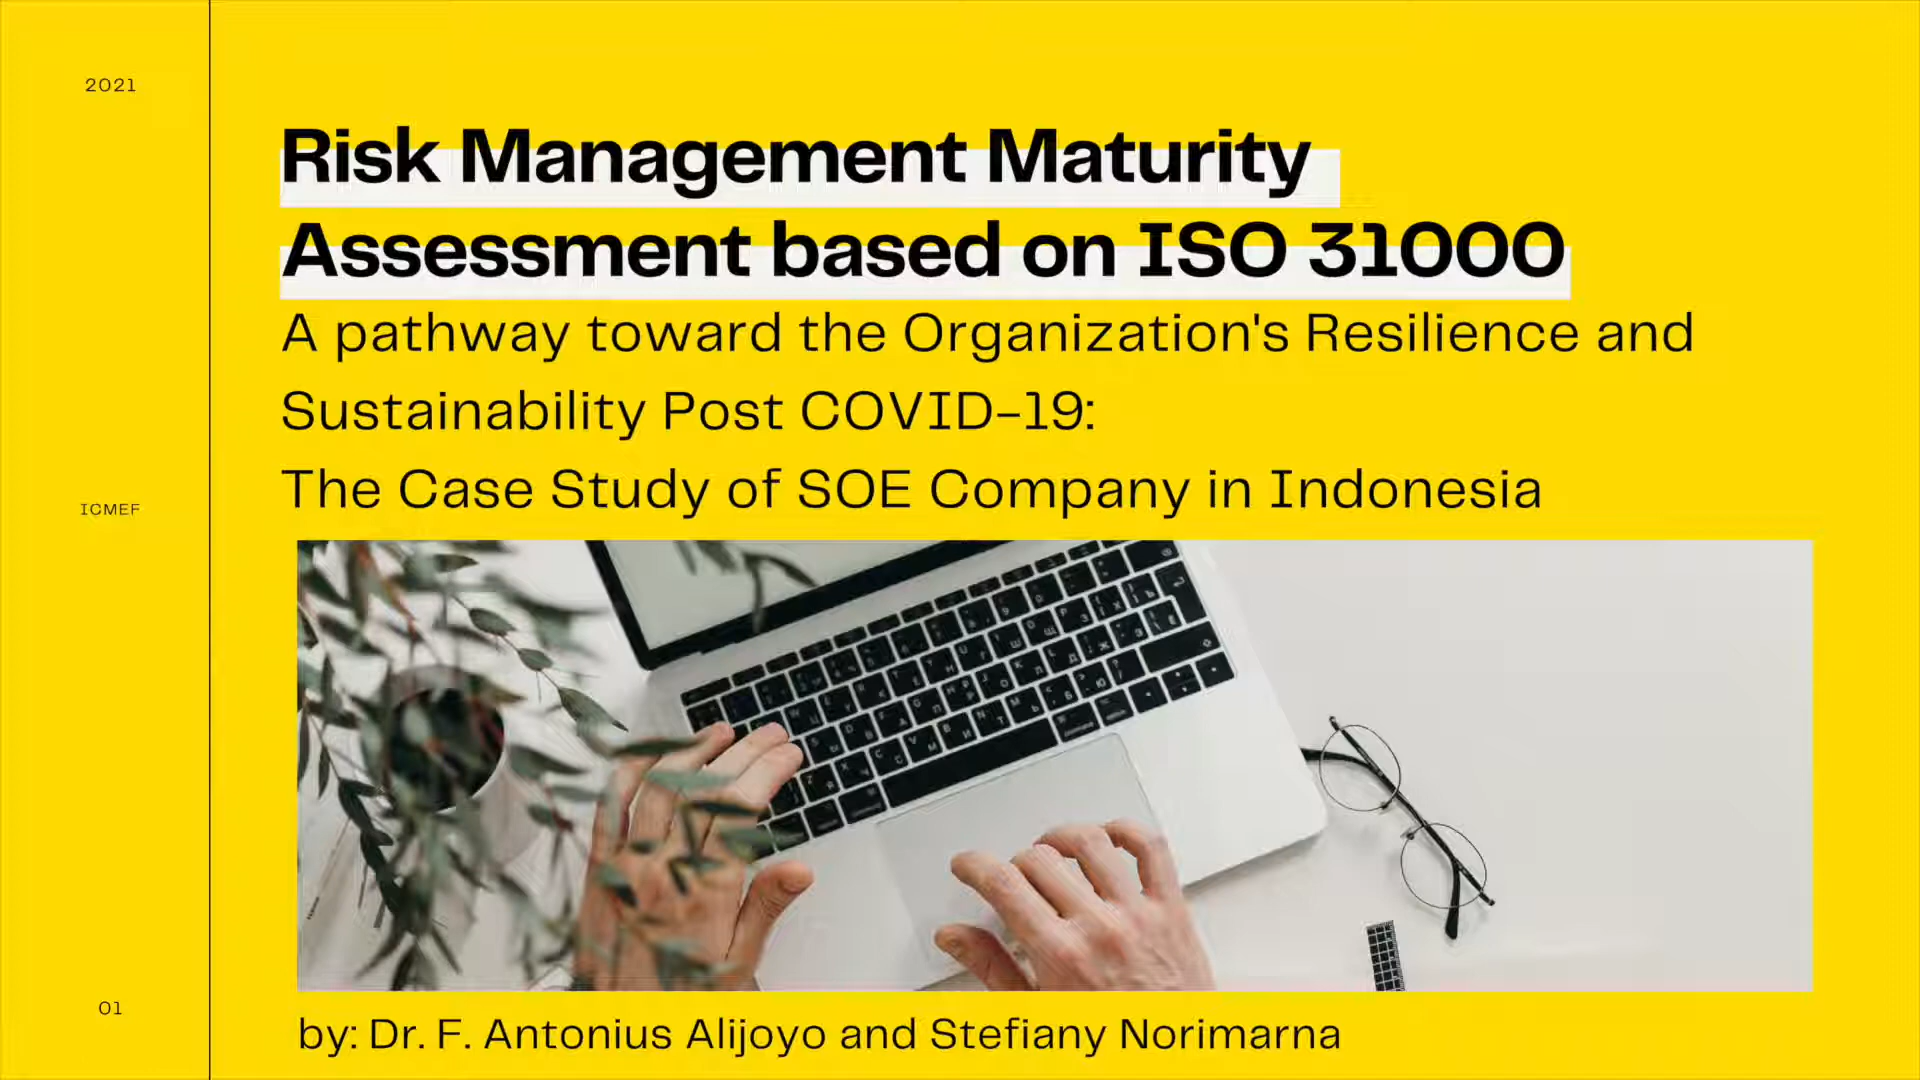 2021
Risk Management Maturity
Assessment based on ISO 31000
A pathway toward the Organization's Resilience and
Sustainability Post COVID-19:
The Case Study of SOE Company in Indonesia
ICMEF
01
by: Dr. F. Antonius Alijoyo and Stefiany Norimarna